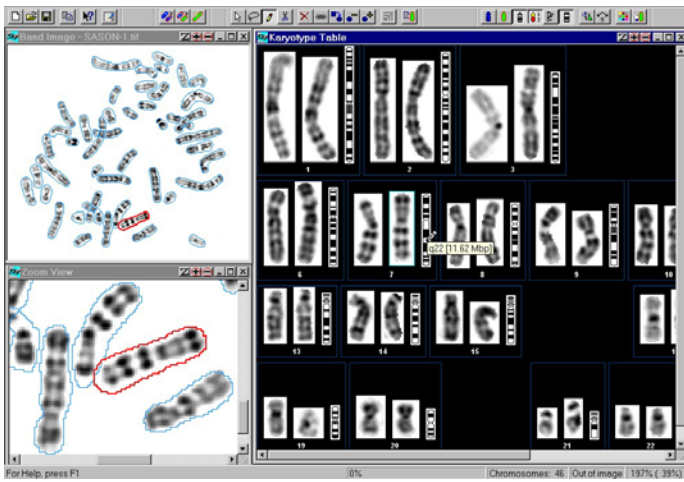 Band Image - SASON-1.tif
Karyotype Table
1
2
3
6
7
8
9
10
q22 [11.62 Mbp]
Zoom View
13
14
15
19
20
21
22
For Help, press F1
0%
Chromosomes: 46
Out of image
197% ( 39%)